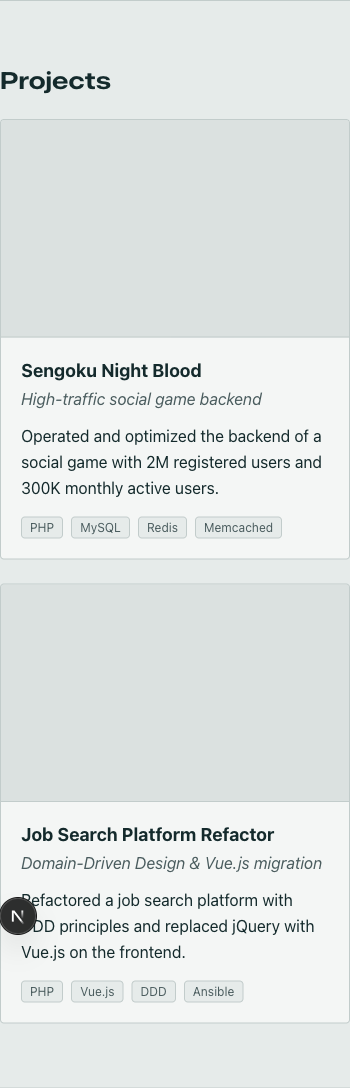 Projects
Sengoku Night Blood
High-traffic social game backend
Operated and optimized the backend of a
social game with 2M registered users and
300K monthly active users.
PHP MySQL Redis Memcached
Job Search Platform Refactor
Domain-Driven Design & Vue.js migration
Refactored a job search platform with
DDD principles and replaced jQuery with
Vue.js on the frontend.
N
PHP Vue.js DDD Ansible